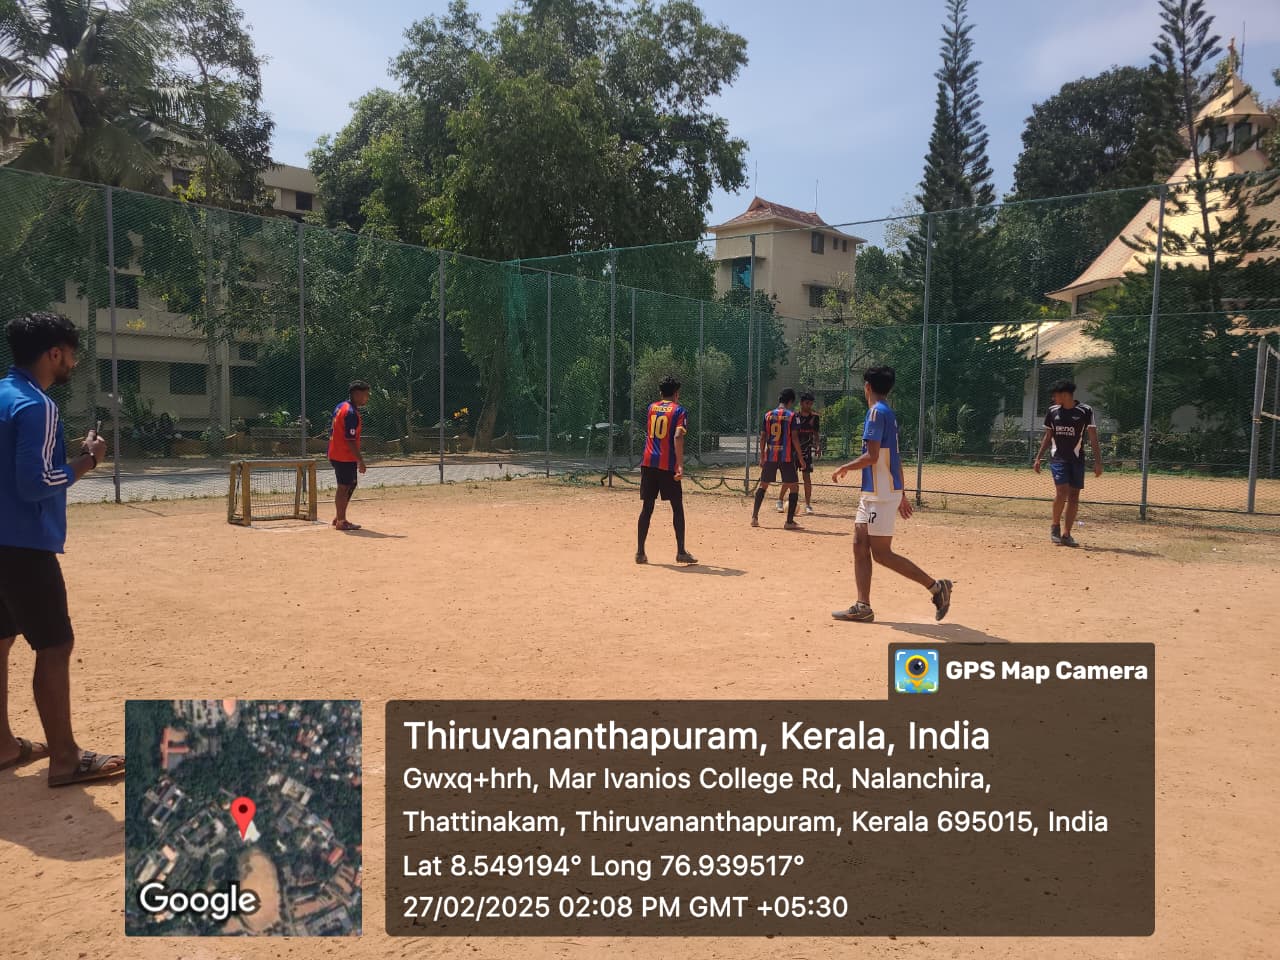 MESSI
10
9
17
BENQ
GPS Map Camera
Thiruvananthapuram, Kerala, India
Gwxq+hrh, Mar Ivanios College Rd, Nalanchira,
Thattinakam, Thiruvananthapuram, Kerala 695015, India
Lat 8.549194° Long 76.939517°
27/02/2025 02:08 PM GMT +05:30
Google